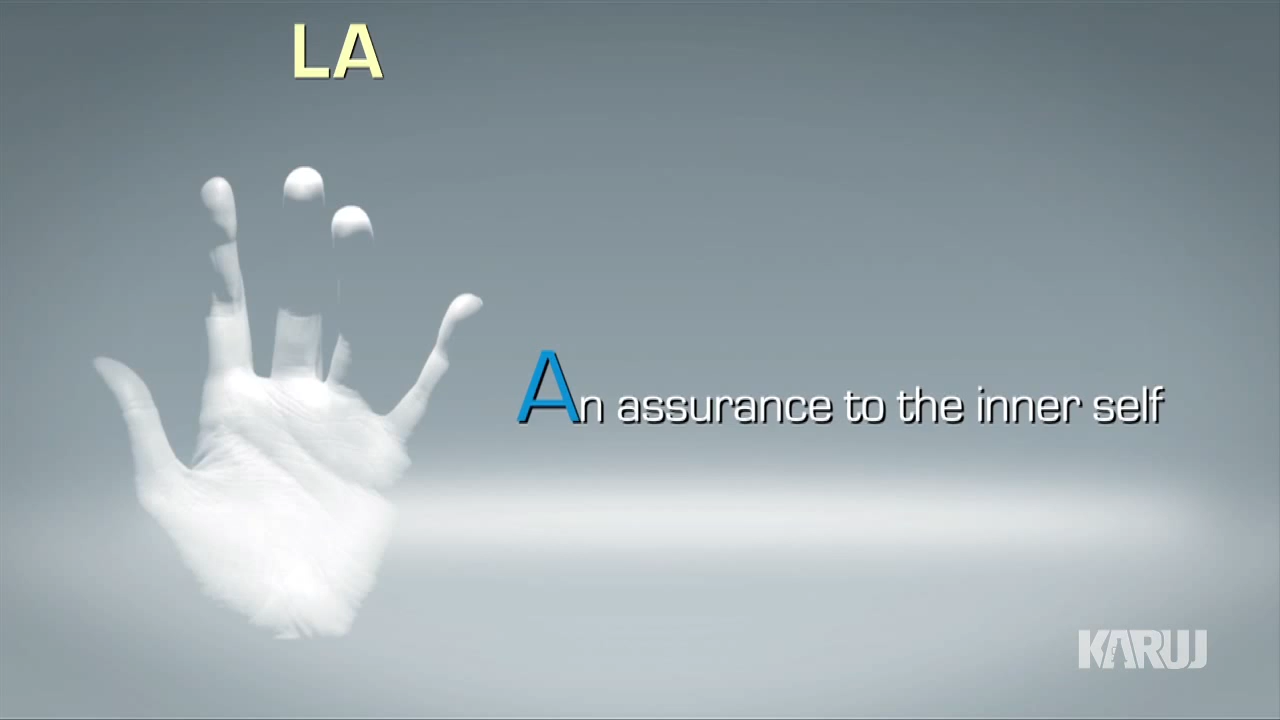 LA
An assurance to the inner self
KARUJ